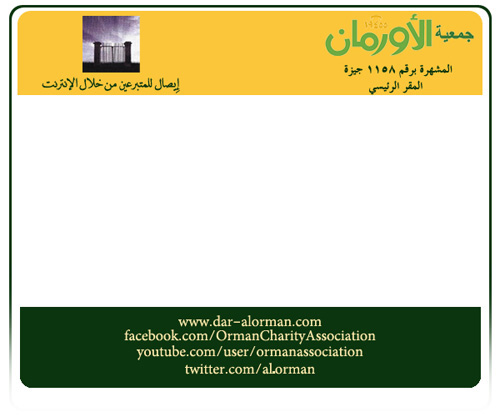 جمعية الأورمان
١٩٤٥٥
المشهرة برقم ١١٥٨ جيزة
المقر الرئيسي
إيصال للمتبرعين من خلال الإنترنت
www.dar-alorman.com
facebook.com/OrmanCharityAssociation
youtube.com/user/ormanassociation
twitter.com/alorman